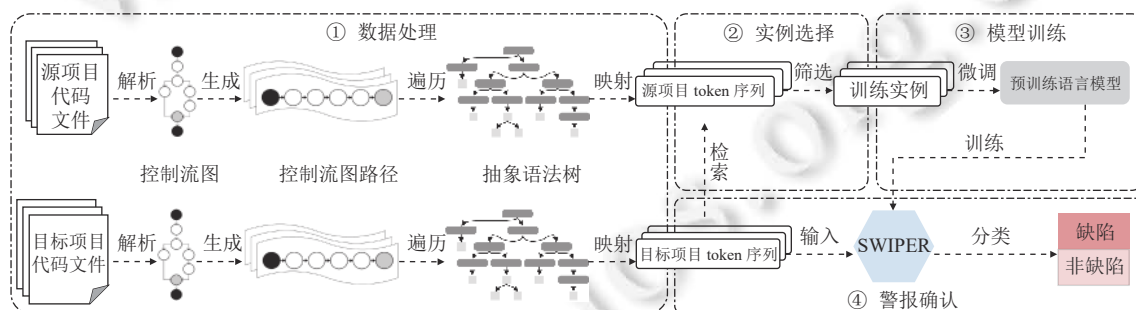 ① 数据处理
② 实例选择
③ 模型训练
源项目
代码
文件
解析
生成
遍历
映射
源项目 token 序列
筛选
训练实例
微调
预训练语言模型
训练
检
索
控制流图
控制流图路径
抽象语法树
目标项目
代码文件
解析
生成
遍历
映射
目标项目 token 序列
输入
SWIPER
分类
缺陷
非缺陷
④ 警报确认